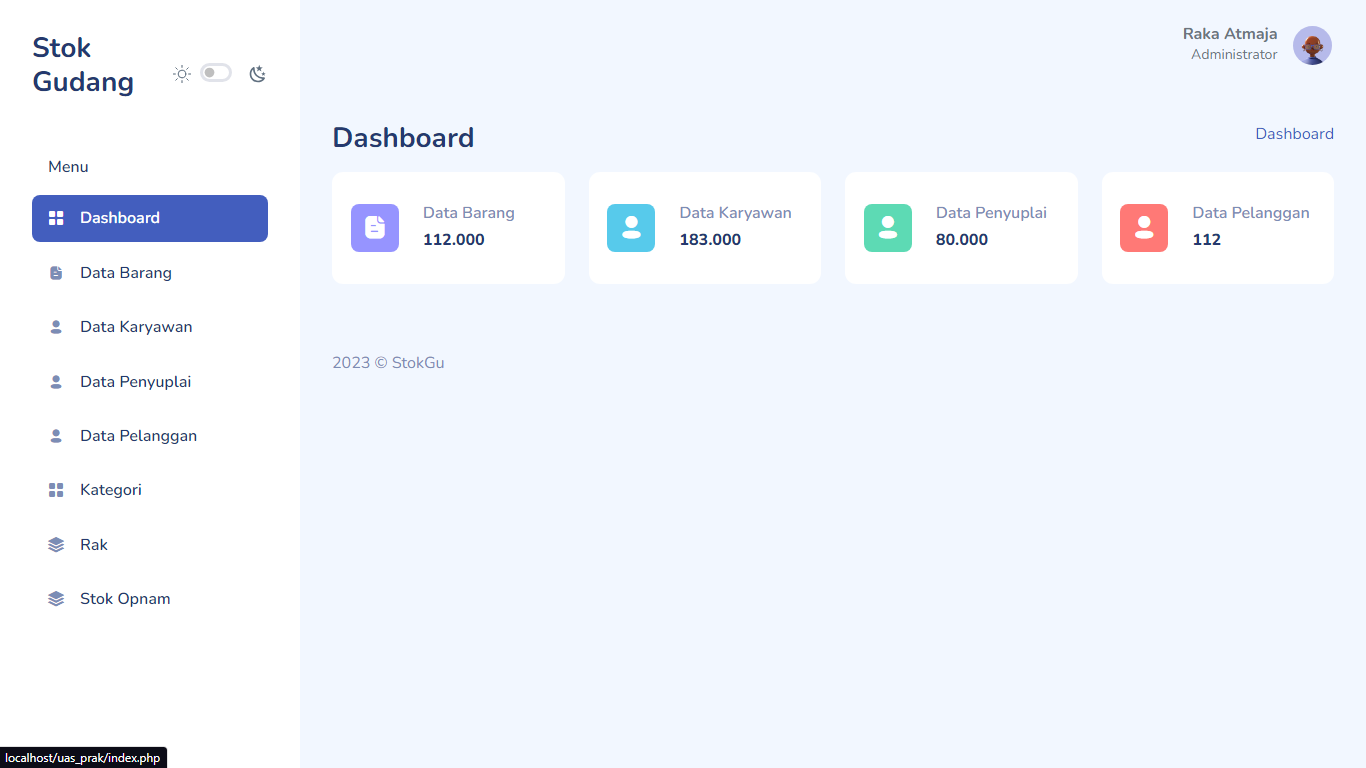 Stok
Gudang
Menu
Dashboard
Data Barang
Data Karyawan
Data Penyuplai
Data Pelanggan
Kategori
Rak
Stok Opnam
Raka Atmaja
Administrator
Dashboard
Dashboard
Data Barang
112.000
Data Karyawan
183.000
Data Penyuplai
80.000
Data Pelanggan
112
2023 © StokGu
localhost/uas_prak/index.php